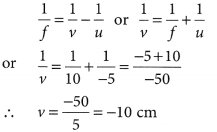 1/f = 1/v − 1/u or 1/v = 1/f + 1/u
or 1/v = 1/10 + 1/−5 = −5+10/−50
∴ v = −50/5 = −10 cm